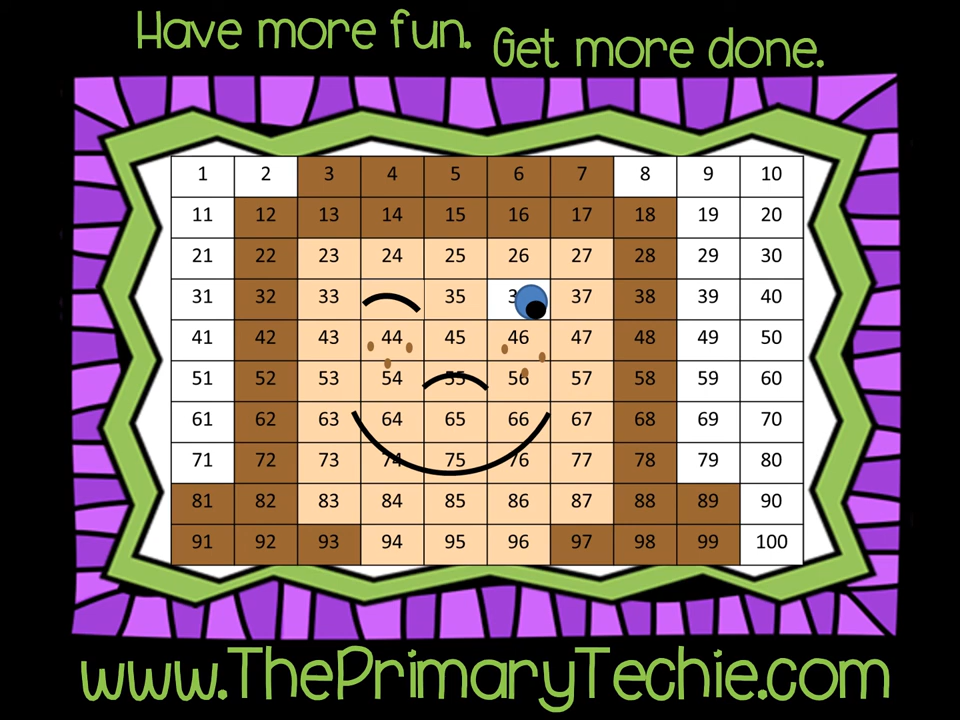 Have more fun. Get more done.
1 2 3 4 5 6 7 8 9 10
11 12 13 14 15 16 17 18 19 20
21 22 23 24 25 26 27 28 29 30
31 32 33 35 37 38 39 40
41 42 43 44 45 46 47 48 49 50
51 52 53 54 55 56 57 58 59 60
61 62 63 64 65 66 67 68 69 70
71 72 73 74 75 76 77 78 79 80
81 82 83 84 85 86 87 88 89 90
91 92 93 94 95 96 97 98 99 100
www.ThePrimaryTechie.com